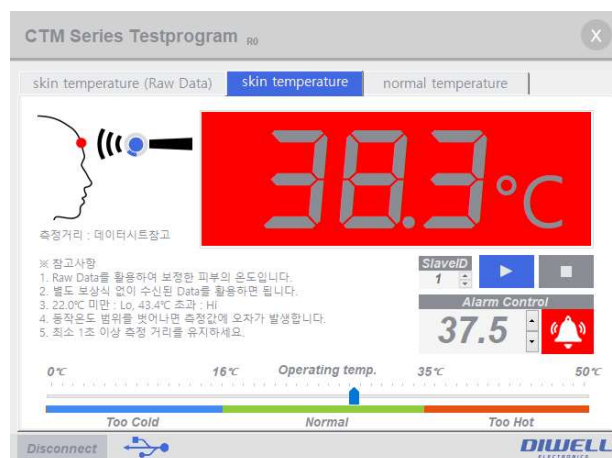 CTM Series Testprogram R0
X
skin temperature (Raw Data) skin temperature normal temperature
38.3°C
측정거리 : 데이터시트참고
※ 참고사항
1. Raw Data를 활용하여 보정한 피부의 온도입니다.
2. 별도 보상식 없이 수신된 Data를 활용하면 됩니다.
3. 22.0℃ 미만 : Lo, 43.4℃ 초과 : HI
4. 동작온도 범위를 벗어나면 측정값에 오차가 발생합니다.
5. 최소 1초 이상 측정 거리를 유지하세요.
SlaveID
1
Alarm Control
37.5
0℃ 16℃ Operating temp. 35℃ 50℃
Too Cold Normal Too Hot
Disconnect
DIWELL
ELECTRONICS